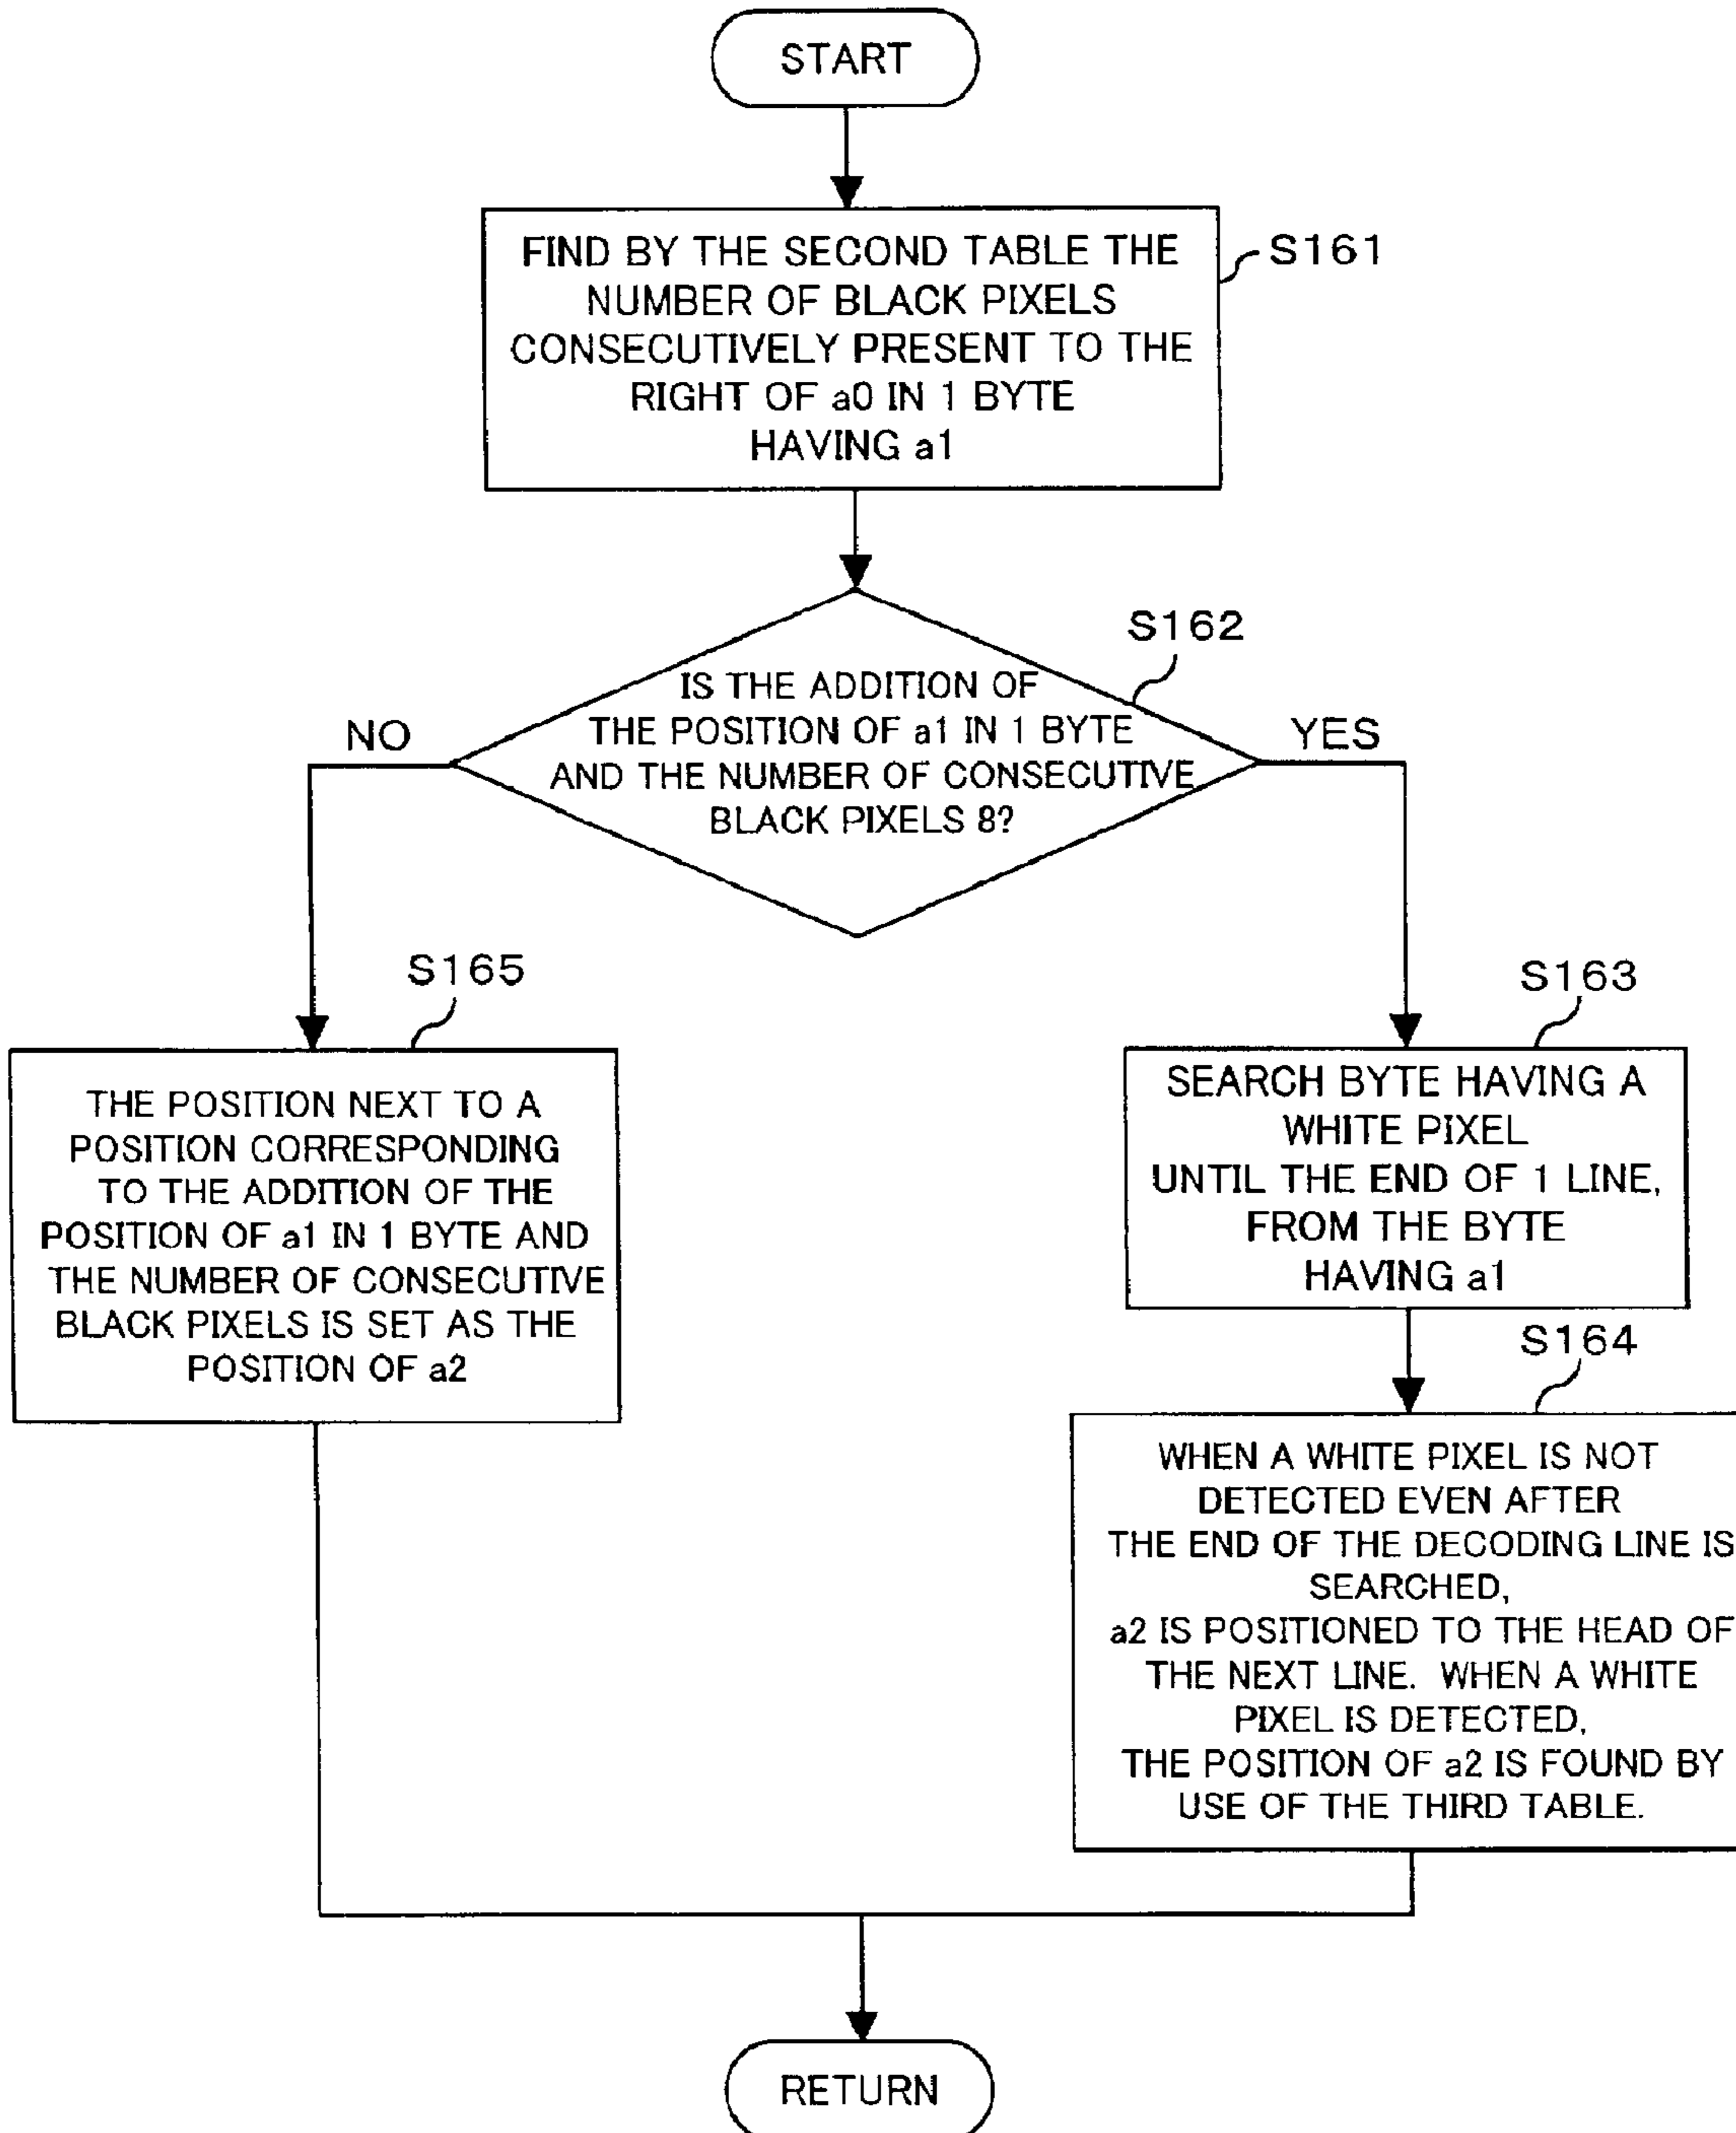 START
FIND BY THE SECOND TABLE THE
NUMBER OF BLACK PIXELS
CONSECUTIVELY PRESENT TO THE
RIGHT OF a0 IN 1 BYTE
HAVING a1
S161
IS THE ADDITION OF
THE POSITION OF a1 IN 1 BYTE
AND THE NUMBER OF CONSECUTIVE
BLACK PIXELS 8?
S162
NO
YES
S165
THE POSITION NEXT TO A
POSITION CORRESPONDING
TO THE ADDITION OF THE
POSITION OF a1 IN 1 BYTE AND
THE NUMBER OF CONSECUTIVE
BLACK PIXELS IS SET AS THE
POSITION OF a2
S163
SEARCH BYTE HAVING A
WHITE PIXEL
UNTIL THE END OF 1 LINE,
FROM THE BYTE
HAVING a1
S164
WHEN A WHITE PIXEL IS NOT
DETECTED EVEN AFTER
THE END OF THE DECODING LINE IS
SEARCHED,
a2 IS POSITIONED TO THE HEAD OF
THE NEXT LINE. WHEN A WHITE
PIXEL IS DETECTED,
THE POSITION OF a2 IS FOUND BY
USE OF THE THIRD TABLE.
RETURN